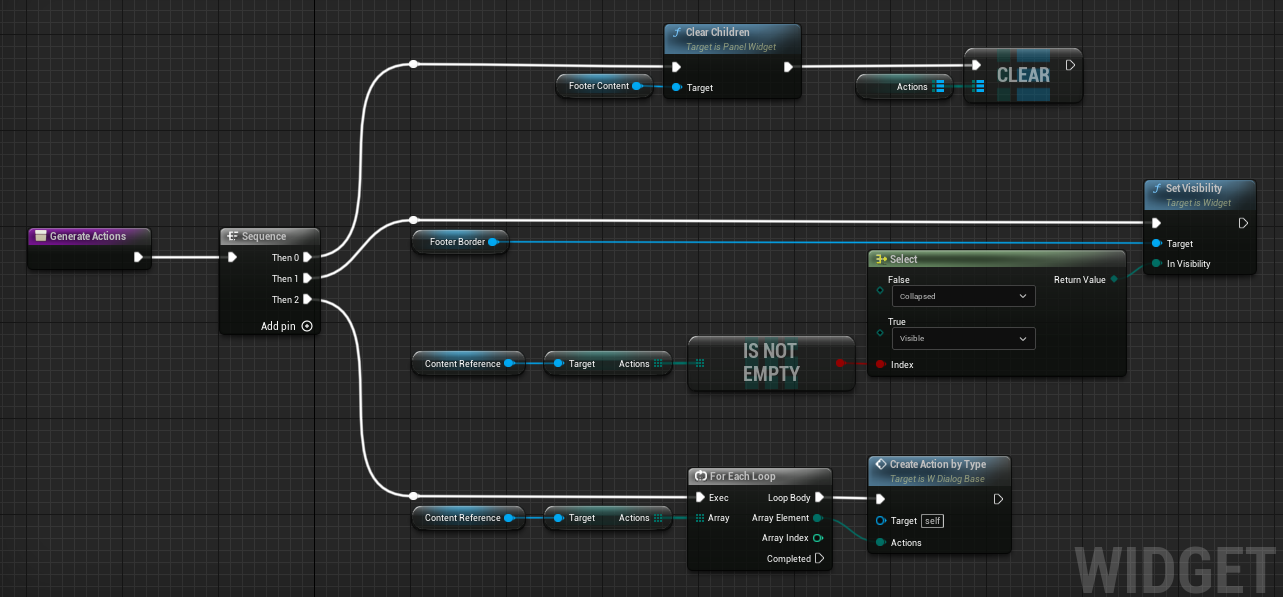 Clear Children
Target is Panel Widget
Footer Content
Target
Actions
CLEAR
Generate Actions
Sequence
Then 0
Then 1
Then 2
Add pin
Set Visibility
Target is Widget
Footer Border
Target
In Visibility
Select
False
Return Value
Collapsed
True
Visible
Index
Content Reference
Target
Actions
IS NOT
EMPTY
For Each Loop
Exec
Loop Body
Content Reference
Target
Actions
Array
Array Element
Array Index
Completed
Create Action by Type
Target is W Dialog Base
Target
self
Actions
WIDGET